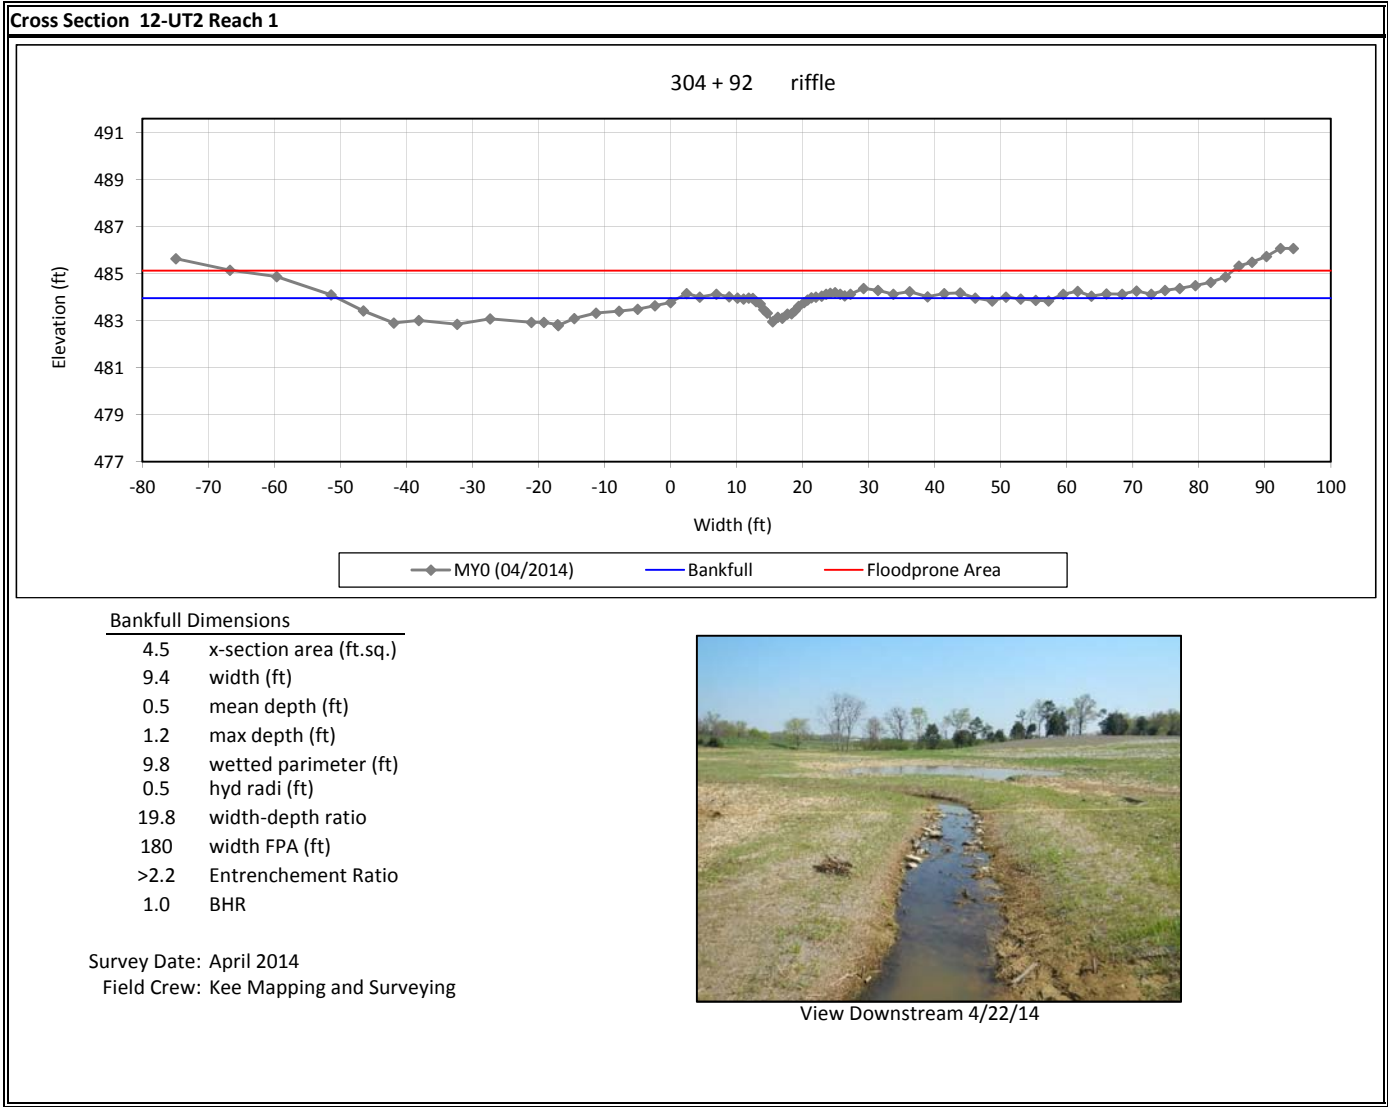 Cross Section 12-UT2 Reach 1
304 + 92 riffle
491
489
487
485
483
481
479
477
Elevation (ft)
-80 -70 -60 -50 -40 -30 -20 -10 0 10 20 30 40 50 60 70 80 90 100
Width (ft)
MY0 (04/2014) Bankfull Floodprone Area
Bankfull Dimensions
4.5 x-section area (ft.sq.)
9.4 width (ft)
0.5 mean depth (ft)
1.2 max depth (ft)
9.8 wetted parimeter (ft)
0.5 hyd radi (ft)
19.8 width-depth ratio
180 width FPA (ft)
>2.2 Entrenchement Ratio
1.0 BHR
Survey Date: April 2014
Field Crew: Kee Mapping and Surveying
View Downstream 4/22/14